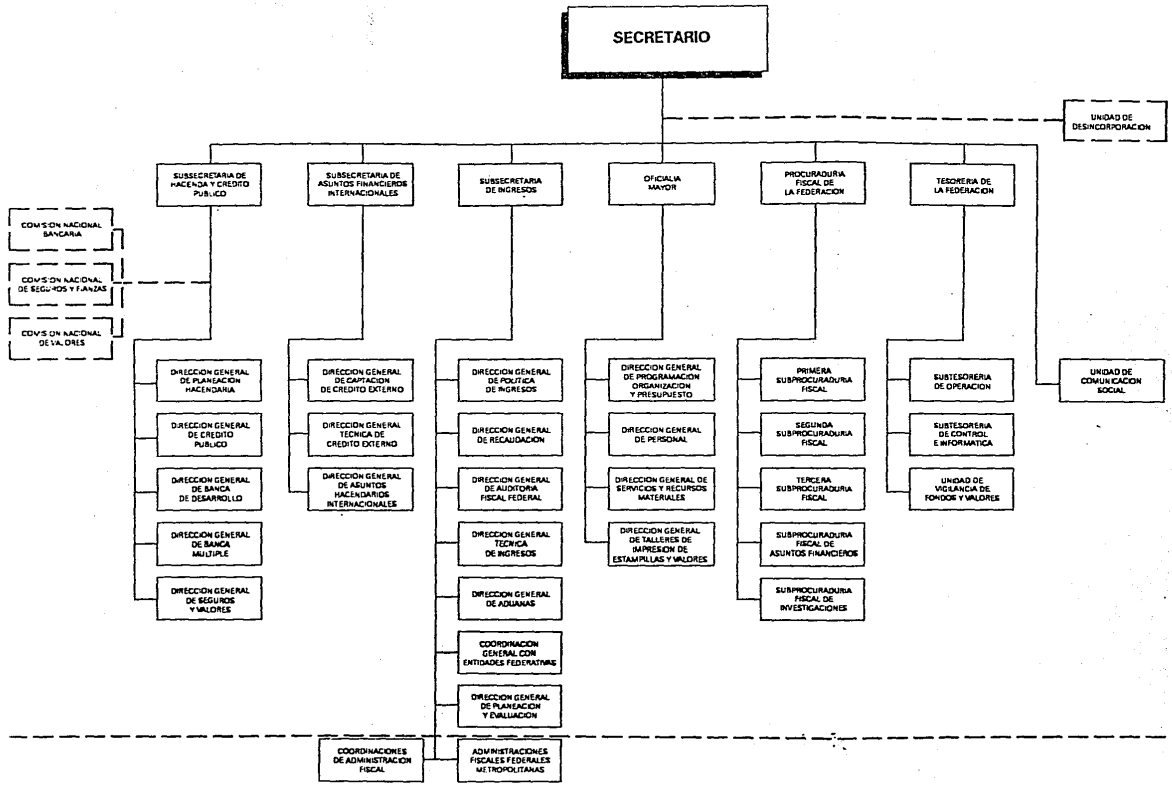 SECRETARIO
UNIDAD DE
DESINCORPORACION
SUBSECRETARIA DE
HACENDA Y CREDITO
PUBLICO
SUBSECRETARIA DE
ASUNTOS FINANCIEROS
INTERNACIONALES
SUBSECRETARIA
DE INGRESOS
OFICIALIA
MAYOR
PROCURADURIA
FISCAL DE
LA FEDERACION
TESORERIA DE
LA FEDERACION
COMISION NACIONAL
BANCARIA
COMISION NACIONAL
DE SEGUROS Y FIANZAS
COMISION NACIONAL
DE VALORES
DIRECCION GENERAL
DE PLANEACION
HACENDARIA
DIRECCION GENERAL
DE CREDITO
PUBLICO
DIRECCION GENERAL
DE BANCA
DE DESARROLLO
DIRECCION GENERAL
DE BANCA
MULTIPLE
DIRECCION GENERAL
DE SEGUROS
Y VALORES
DIRECCION GENERAL
DE CAPTACION
DE CREDITO EXTERNO
DIRECCION GENERAL
TECNICA DE
CREDITO EXTERNO
DIRECCION GENERAL
DE ASUNTOS
HACENDARIOS
INTERNACIONALES
DIRECCION GENERAL
DE POLITICA
DE INGRESOS
DIRECCION GENERAL
DE RECAUDACION
DIRECCION GENERAL
DE AUDITORIA
FISCAL FEDERAL
DIRECCION GENERAL
TECNICA
DE INGRESOS
DIRECCION GENERAL
DE ADUANAS
COORDINACION
GENERAL CON
ENTIDADES FEDERATIVAS
DIRECCION GENERAL
DE PLANEACION
Y EVALUACION
DIRECCION GENERAL
DE PROGRAMACION
ORGANIZACION
Y PRESUPUESTO
DIRECCION GENERAL
DE PERSONAL
DIRECCION GENERAL DE
SERVICIOS Y RECURSOS
MATERIALES
DIRECCION GENERAL
DE TALLERES DE
IMPRESION DE
ESTAMPILLAS Y VALORES
PRIMERA
SUBPROCURADURIA
FISCAL
SEGUNDA
SUBPROCURADURIA
FISCAL
TERCERA
SUBPROCURADURIA
FISCAL
SUBPROCURADURIA
FISCAL DE
ASUNTOS FINANCIEROS
SUBPROCURADURIA
FISCAL DE
INVESTIGACIONES
SUBTESORERIA
DE OPERACION
SUBTESORERIA
DE CONTROL
E INFORMATICA
UNIDAD DE
VIGILANCIA DE
FONDOS Y VALORES
UNIDAD DE
COMUNICACION
SOCIAL
COORDINACIONES
DE ADMINISTRACION
FISCAL
ADMINISTRACIONES
FISCALES FEDERALES
METROPOLITANAS